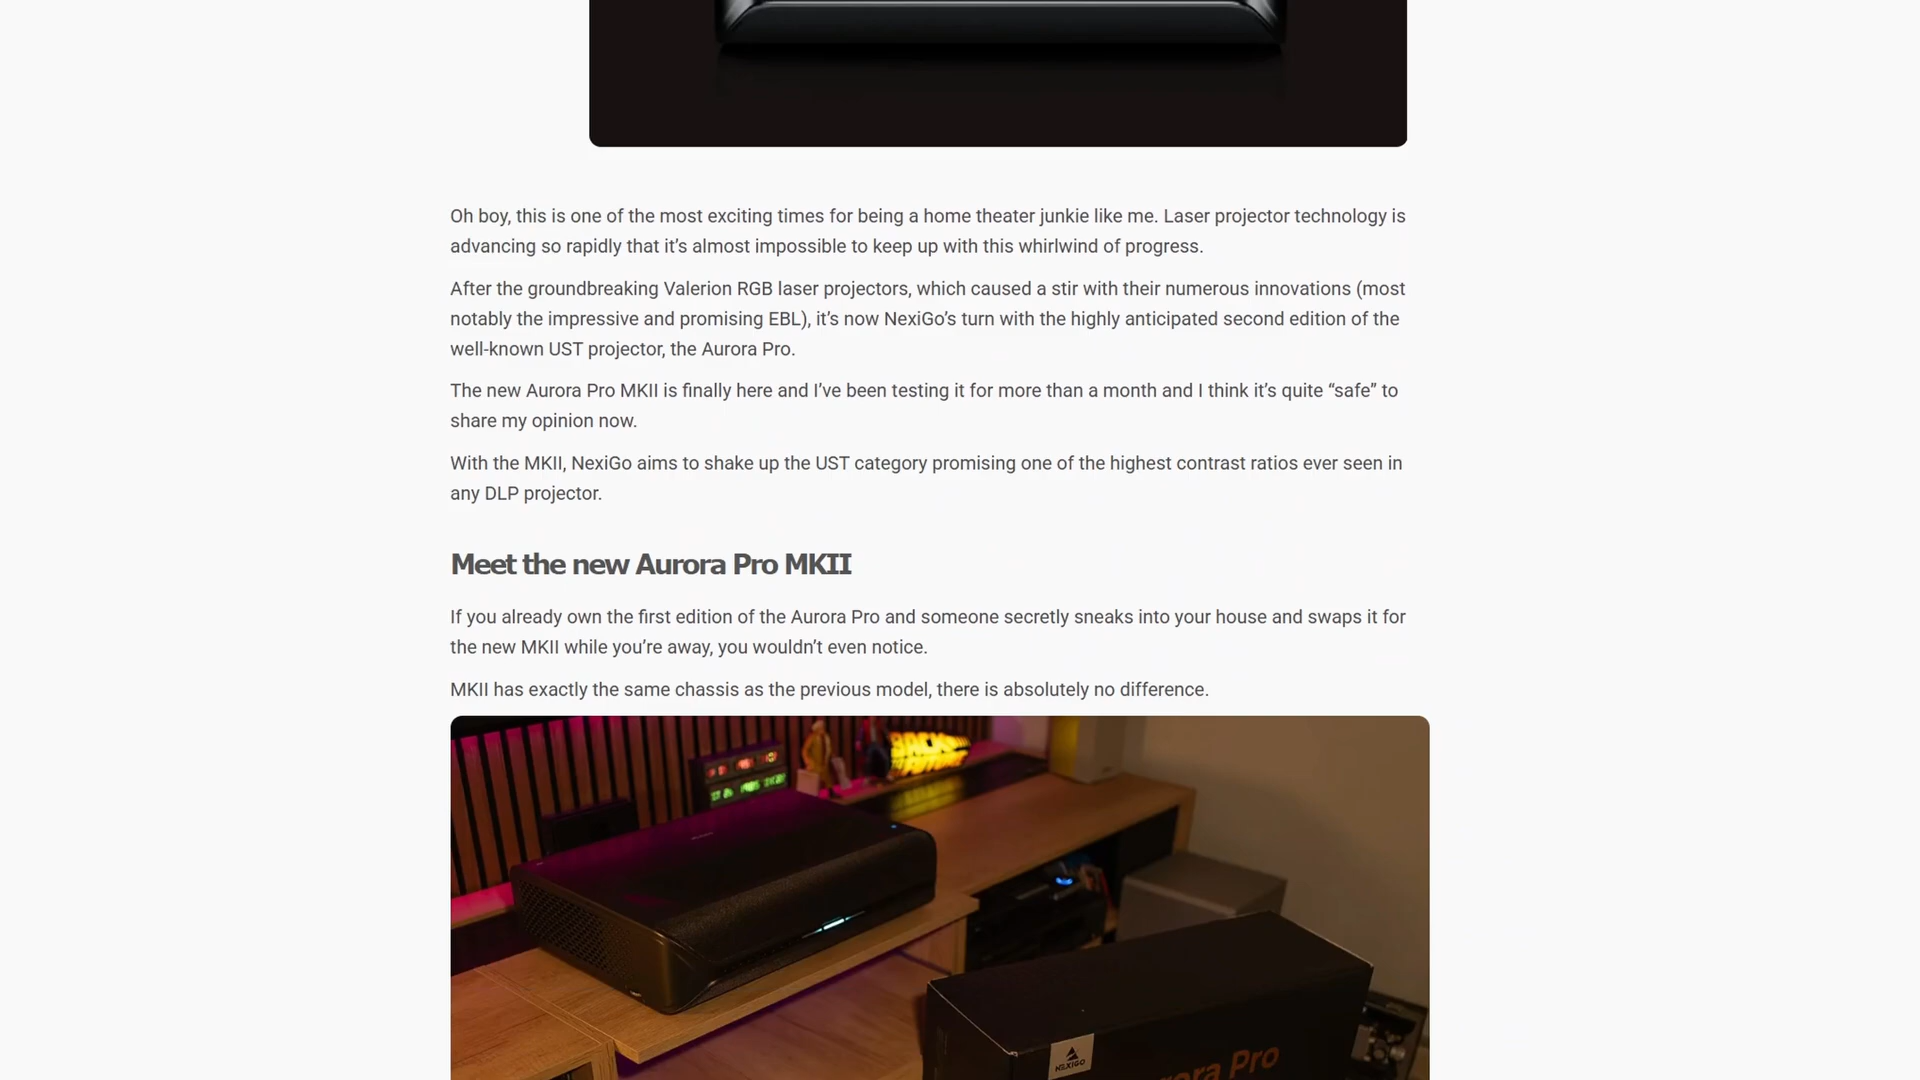 Oh boy, this is one of the most exciting times for being a home theater junkie like me. Laser projector technology is
advancing so rapidly that it’s almost impossible to keep up with this whirlwind of progress.
After the groundbreaking Valerion RGB laser projectors, which caused a stir with their numerous innovations (most
notably the impressive and promising EBL), it’s now NexiGo’s turn with the highly anticipated second edition of the
well-known UST projector, the Aurora Pro.
The new Aurora Pro MKII is finally here and I’ve been testing it for more than a month and I think it’s quite “safe” to
share my opinion now.
With the MKII, NexiGo aims to shake up the UST category promising one of the highest contrast ratios ever seen in
any DLP projector.
Meet the new Aurora Pro MKII
If you already own the first edition of the Aurora Pro and someone secretly sneaks into your house and swaps it for
the new MKII while you’re away, you wouldn’t even notice.
MKII has exactly the same chassis as the previous model, there is absolutely no difference.
BACK
NEXIGO
rora Pro